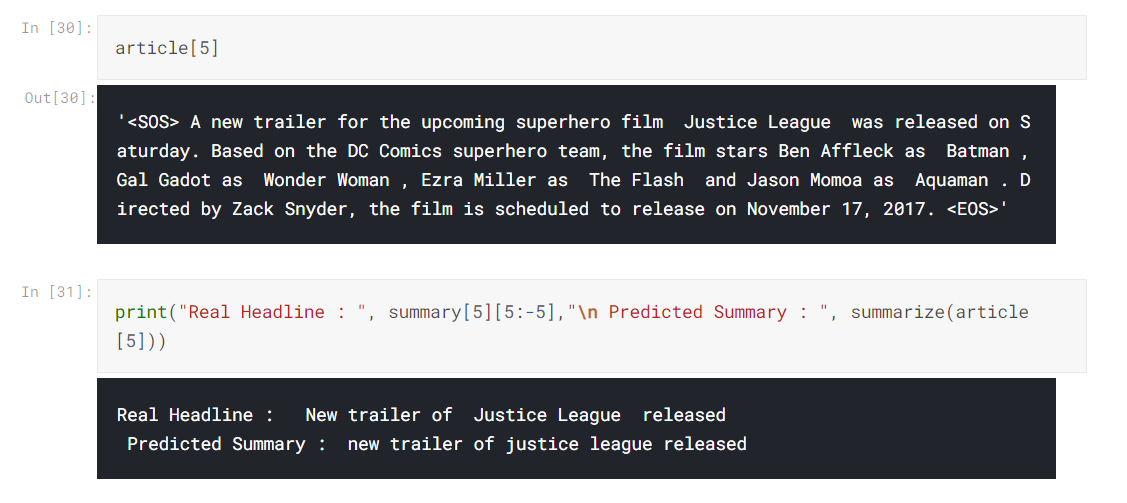 In [30]:
article[5]
Out[30]:
'<SOS> A new trailer for the upcoming superhero film  Justice League  was released on S
aturday. Based on the DC Comics superhero team, the film stars Ben Affleck as  Batman ,
Gal Gadot as  Wonder Woman , Ezra Miller as  The Flash  and Jason Momoa as  Aquaman . D
irected by Zack Snyder, the film is scheduled to release on November 17, 2017. <EOS>'
In [31]:
print("Real Headline : ", summary[5][5:-5],"\n Predicted Summary : ", summarize(article
[5]))
Real Headline :   New trailer of  Justice League  released
 Predicted Summary :  new trailer of justice league released